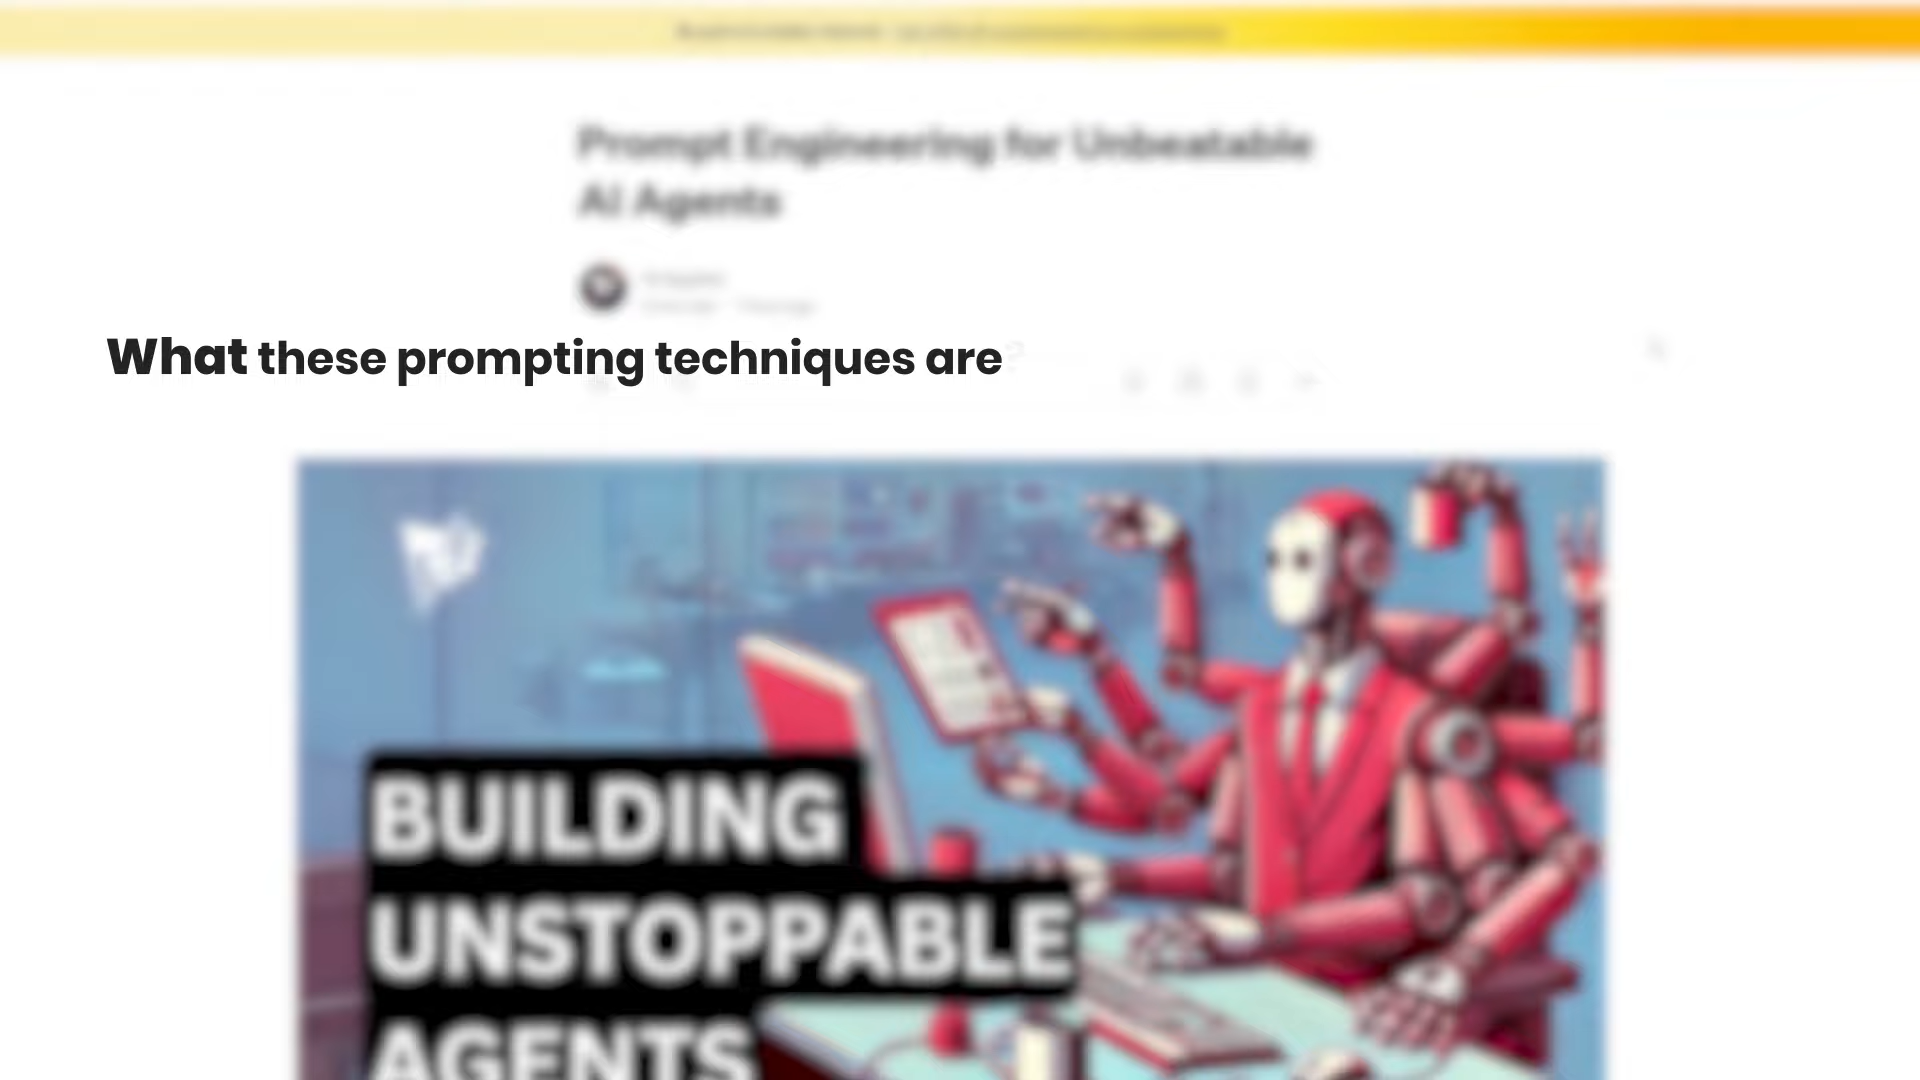 Prompt Engineering for Unbeatable
AI Agents
What these prompting techniques are
BUILDING
UNSTOPPABLE
AGENTS